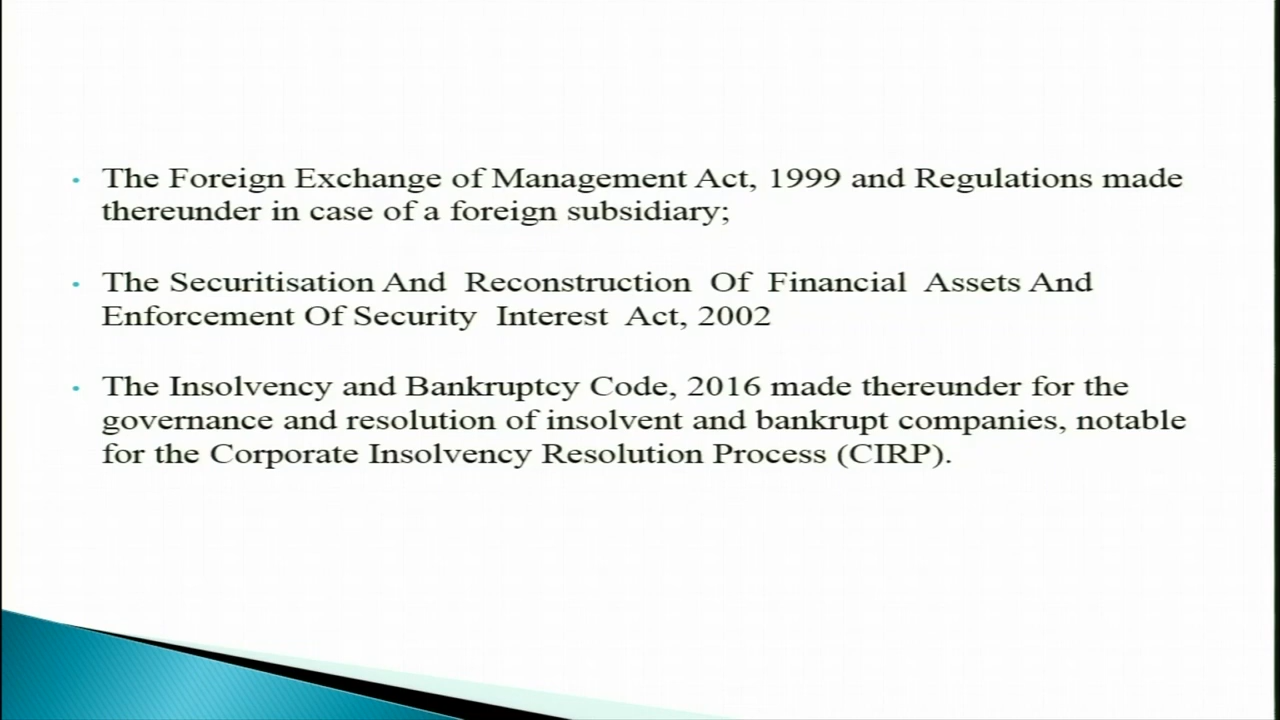 The Foreign Exchange of Management Act, 1999 and Regulations made
thereunder in case of a foreign subsidiary;
The Securitisation And Reconstruction Of Financial Assets And
Enforcement Of Security Interest Act, 2002
The Insolvency and Bankruptcy Code, 2016 made thereunder for the
governance and resolution of insolvent and bankrupt companies, notable
for the Corporate Insolvency Resolution Process (CIRP).